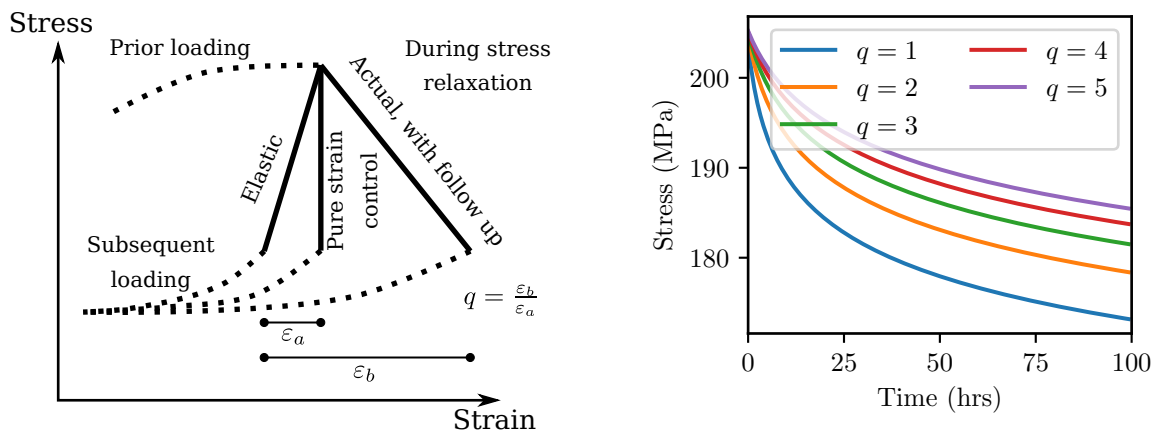 Stress
Prior loading
During stress
relaxation
Actual, with follow up
Elastic
Pure strain
control
Subsequent
loading
q = εb/εa
εa
εb
Strain
q = 1
q = 2
q = 3
q = 4
q = 5
Stress (MPa)
200
190
180
0
25
50
75
100
Time (hrs)